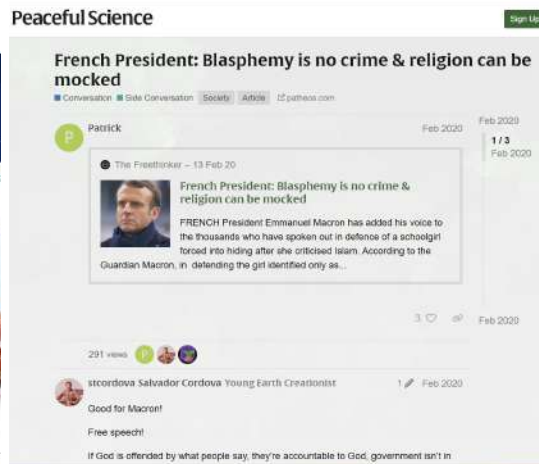 Peaceful Science
Sign Up
French President: Blasphemy is no crime & religion can be
mocked
Conversation Side Conversation Society Article patheos.com
Feb 2020
1 / 3
Feb 2020
P
Patrick Feb 2020
The Freethinker – 13 Feb 20
French President: Blasphemy is no crime &
religion can be mocked
FRENCH President Emmanuel Macron has added his voice to
the thousands who have spoken out in defence of a schoolgirl
forced into hiding after she criticised Islam. According to the
Guardian Macron, in defending the girl identified only as...
3
Feb 2020
291 views P
stcordova Salvador Cordova Young Earth Creationist 1 Feb 2020
Good for Macron!
Free speech!
If God is offended by what people say, they're accountable to God, government isn't in